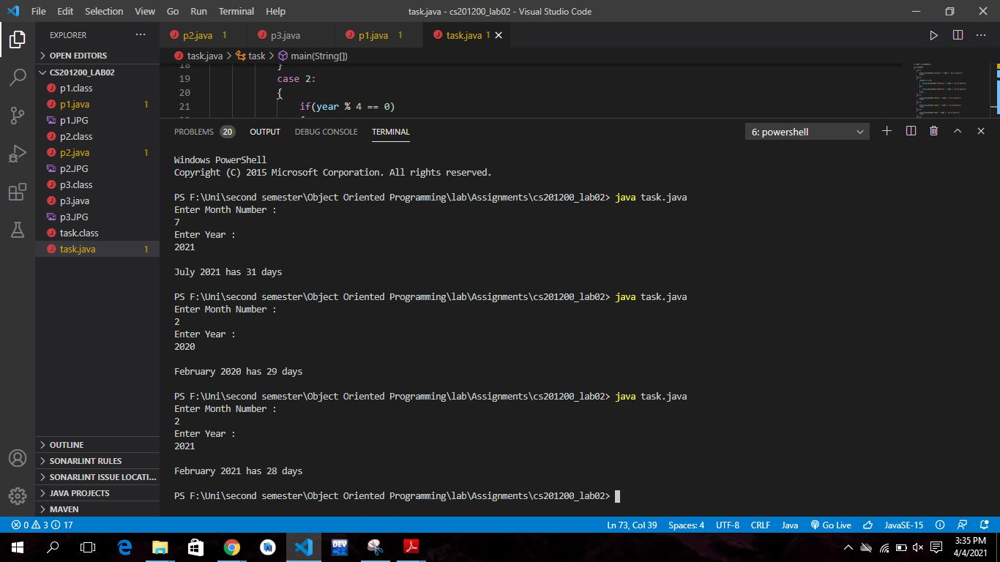 File Edit Selection View Go Run Terminal Help task.java - cs201200_lab02 - Visual Studio Code
EXPLORER
OPEN EDITORS
CS201200_LAB02
p1.class
p1.java 1
p1.JPG
p2.class
p2.java 1
p2.JPG
p3.class
p3.java
p3.JPG
task.class
task.java 1
OUTLINE
SONARLINT RULES
SONARLINT ISSUE LOCATI...
JAVA PROJECTS
MAVEN
p2.java 1 p3.java p1.java 1 task.java 1
task.java > task > main(String[])
18 }
19 case 2:
20 {
21 if(year % 4 == 0)
PROBLEMS 20 OUTPUT DEBUG CONSOLE TERMINAL 6: powershell
Windows PowerShell
Copyright (C) 2015 Microsoft Corporation. All rights reserved.
PS F:\Uni\second semester\Object Oriented Programming\lab\Assignments\cs201200_lab02> java task.java
Enter Month Number :
7
Enter Year :
2021
July 2021 has 31 days
PS F:\Uni\second semester\Object Oriented Programming\lab\Assignments\cs201200_lab02> java task.java
Enter Month Number :
2
Enter Year :
2020
February 2020 has 29 days
PS F:\Uni\second semester\Object Oriented Programming\lab\Assignments\cs201200_lab02> java task.java
Enter Month Number :
2
Enter Year :
2021
February 2021 has 28 days
PS F:\Uni\second semester\Object Oriented Programming\lab\Assignments\cs201200_lab02>
0 3 17 Ln 73, Col 39 Spaces: 4 UTF-8 CRLF Java Go Live JavaSE-15
DEV
3:35 PM
4/4/2021